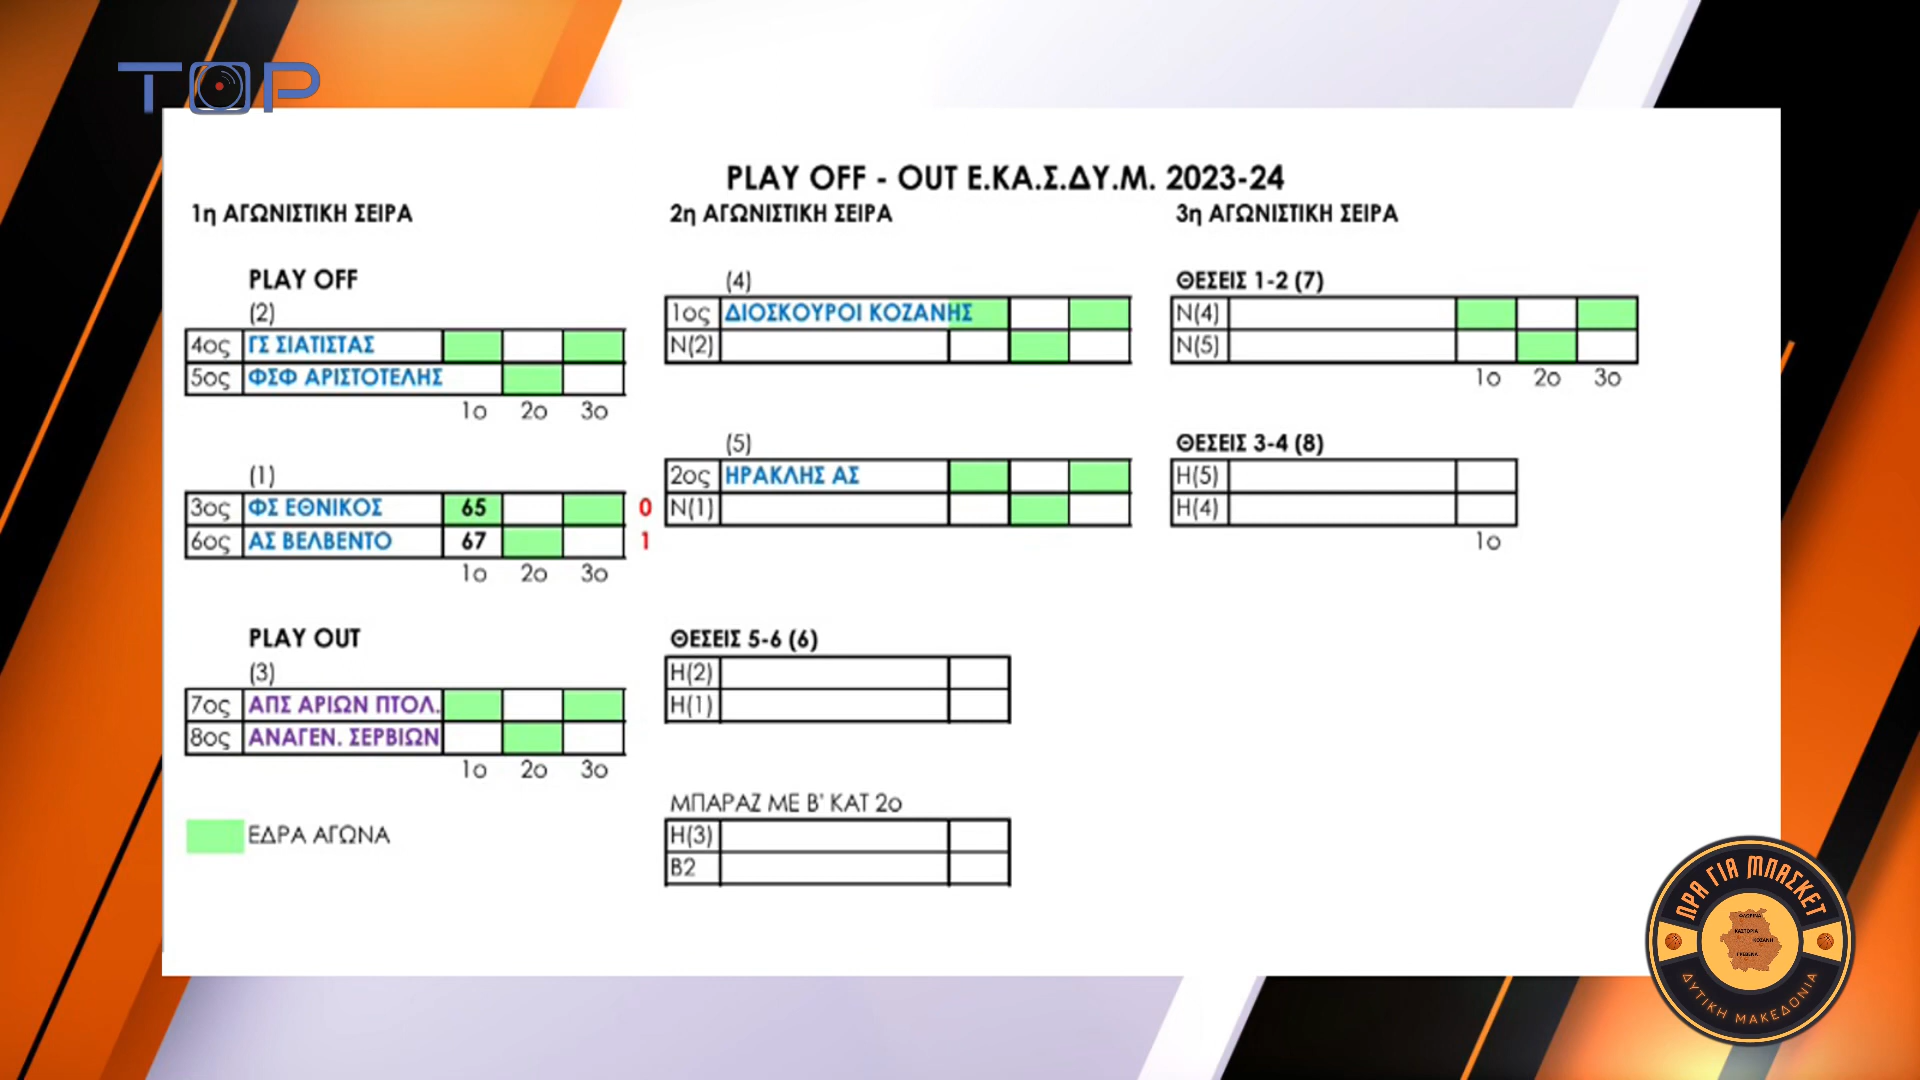 TOP
PLAY OFF - OUT Ε.ΚΑ.Σ.ΔΥ.Μ. 2023-24
1η ΑΓΩΝΙΣΤΙΚΗ ΣΕΙΡΑ
2η ΑΓΩΝΙΣΤΙΚΗ ΣΕΙΡΑ
3η ΑΓΩΝΙΣΤΙΚΗ ΣΕΙΡΑ
PLAY OFF
(2)
4ος ΓΣ ΣΙΑΤΙΣΤΑΣ
5ος ΦΣΦ ΑΡΙΣΤΟΤΕΛΗΣ
1ο 2ο 3ο
(1)
3ος ΦΣ ΕΘΝΙΚΟΣ 65 0
6ος ΑΣ ΒΕΛΒΕΝΤΟ 67 1
1ο 2ο 3ο
PLAY OUT
(3)
7ος ΑΠΣ ΑΡΙΩΝ ΠΤΟΛ.
8ος ΑΝΑΓΕΝ. ΣΕΡΒΙΩΝ
1ο 2ο 3ο
ΕΔΡΑ ΑΓΩΝΑ
(4)
1ος ΔΙΟΣΚΟΥΡΟΙ ΚΟΖΑΝΗΣ
Ν(2)
(5)
2ος ΗΡΑΚΛΗΣ ΑΣ
Ν(1)
ΘΕΣΕΙΣ 5-6 (6)
Η(2)
Η(1)
ΜΠΑΡΑΖ ΜΕ Β' ΚΑΤ 2ο
Η(3)
Β2
ΘΕΣΕΙΣ 1-2 (7)
Ν(4)
Ν(5)
1ο 2ο 3ο
ΘΕΣΕΙΣ 3-4 (8)
Η(5)
Η(4)
1ο
ΩΡΑ ΓΙΑ ΜΠΑΣΚΕΤ
ΦΛΩΡΙΝΑ
ΚΑΣΤΟΡΙΑ
ΚΟΖΑΝΗ
ΓΡΕΒΕΝΑ
ΔΥΤΙΚΗ ΜΑΚΕΔΟΝΙΑ